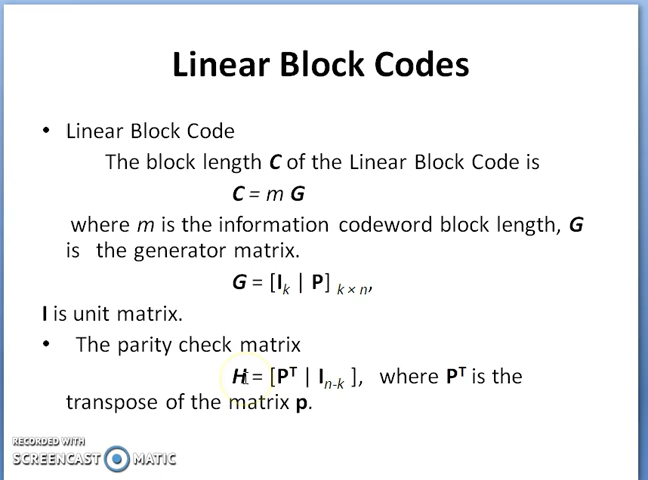 Linear Block Codes
• Linear Block Code
The block length C of the Linear Block Code is
C = m G
where m is the information codeword block length, G
is the generator matrix.
G = [Ik | P] k × n,
I is unit matrix.
• The parity check matrix
H = [PT | In-k ], where PT is the
transpose of the matrix p.
RECORDED WITH
SCREENCAST MATIC